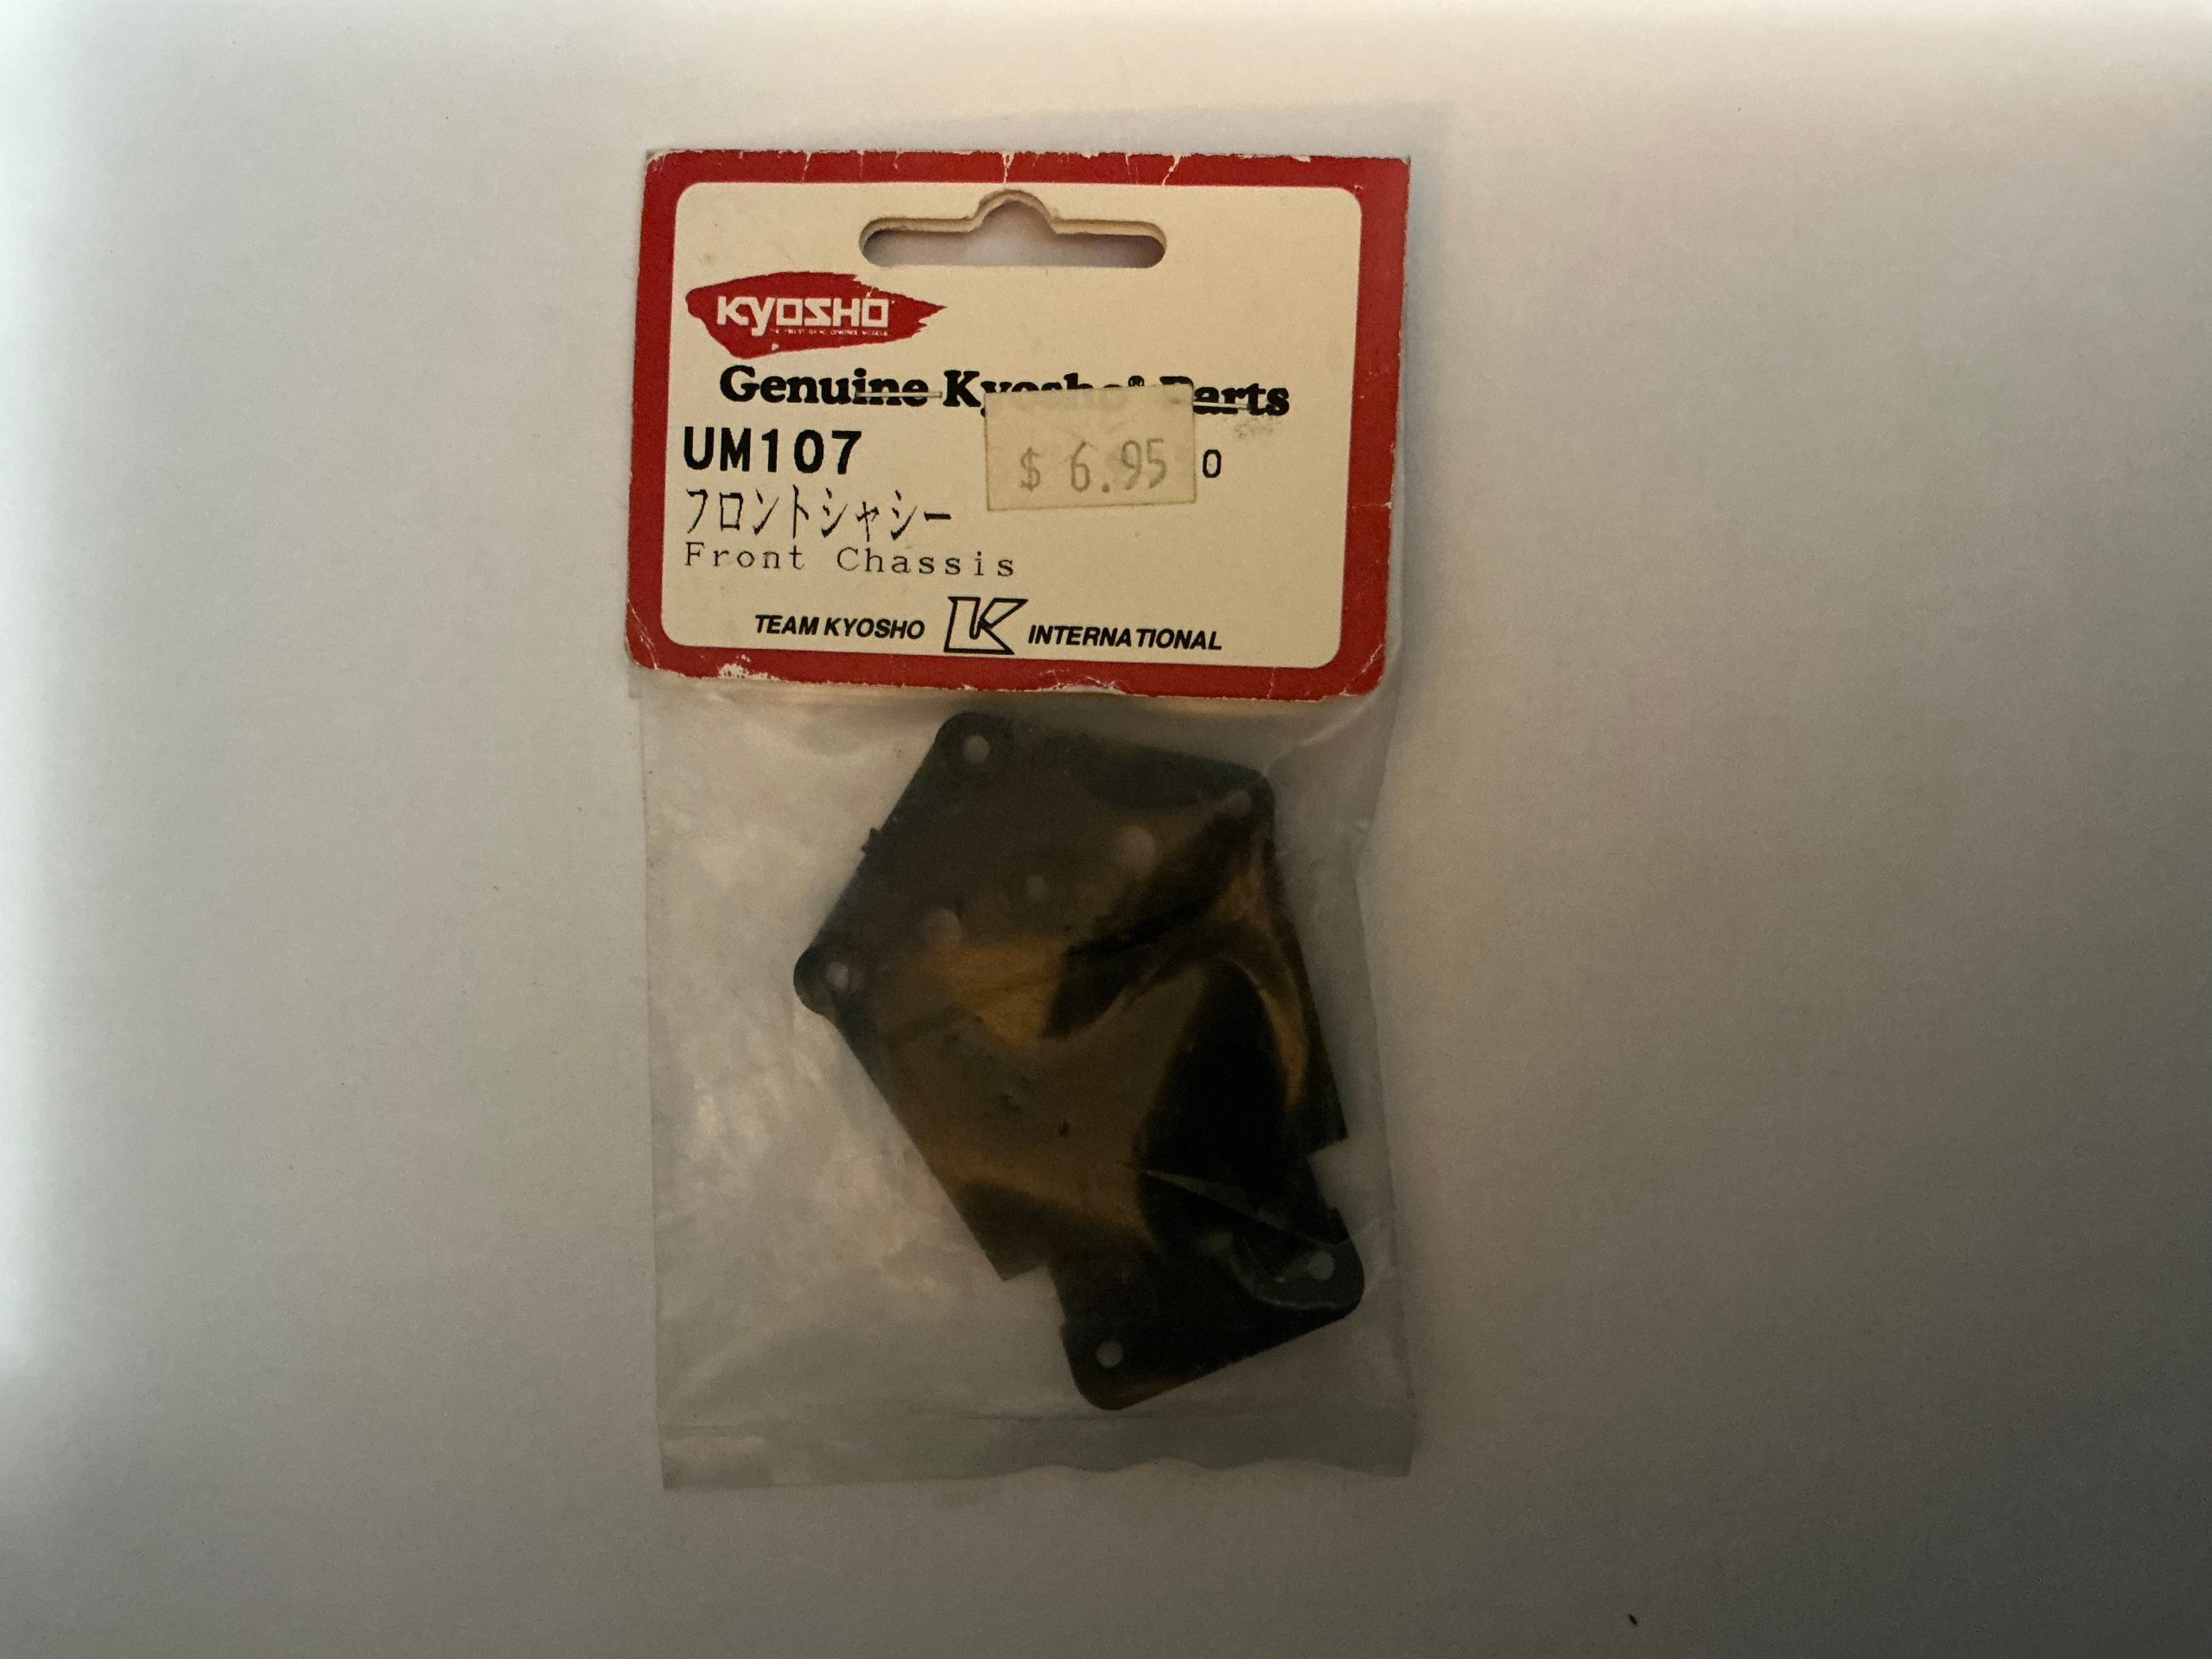 KYOSHO
Genuine Kyosho® Parts
UM107
$ 6.95
0
フロントシャシー
Front Chassis
TEAM KYOSHO K INTERNATIONAL